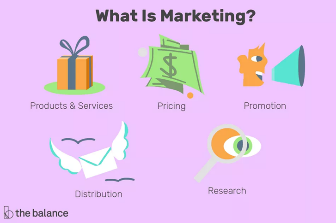 What Is Marketing?
Products & Services
Pricing
Promotion
$
Distribution
Research
the balance